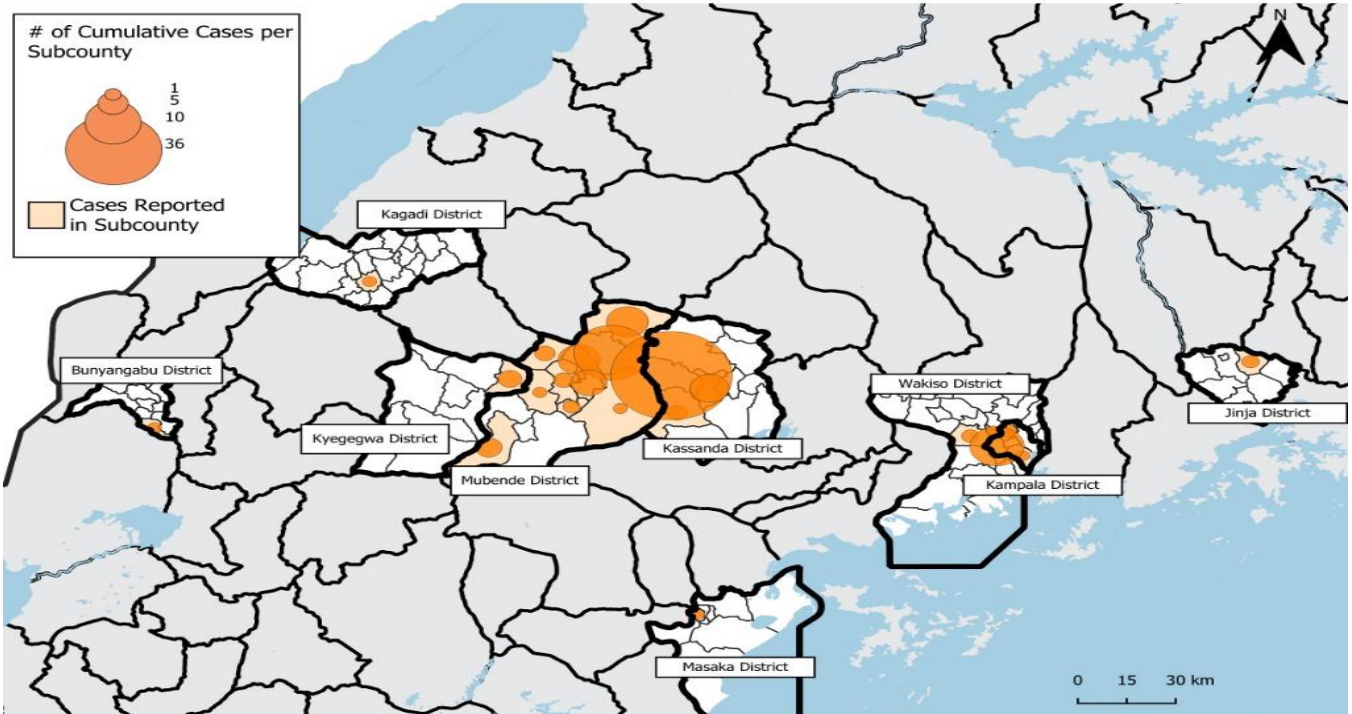 # of Cumulative Cases per
Subcounty
1
5
10
36
Cases Reported
in Subcounty
N
Kagadi District
Bunyangabu District
Wakiso District
Jinja District
Kyegegwa District
Kassanda District
Mubende District
Kampala District
Masaka District
0 15 30 km